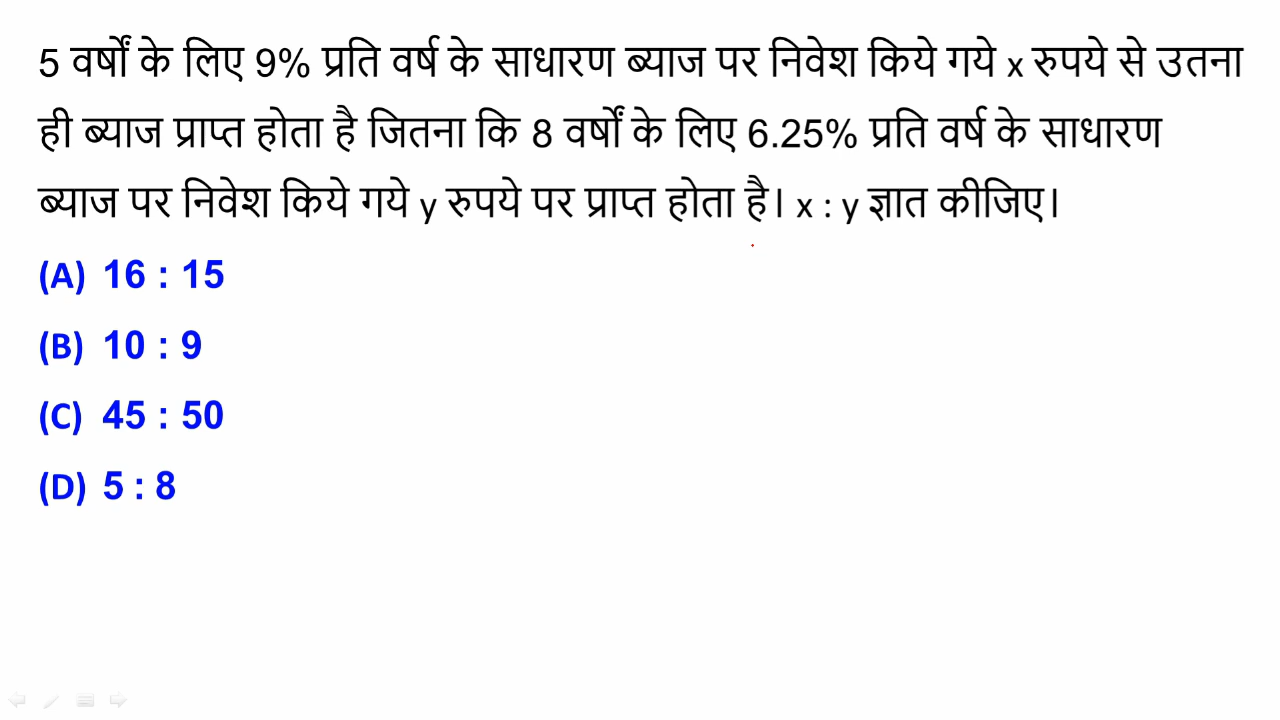 5 वर्षों के लिए 9% प्रति वर्ष के साधारण ब्याज पर निवेश किये गये x रुपये से उतना
ही ब्याज प्राप्त होता है जितना कि 8 वर्षों के लिए 6.25% प्रति वर्ष के साधारण
ब्याज पर निवेश किये गये y रुपये पर प्राप्त होता है। x : y ज्ञात कीजिए।
(A) 16 : 15
(B) 10 : 9
(C) 45 : 50
(D) 5 : 8